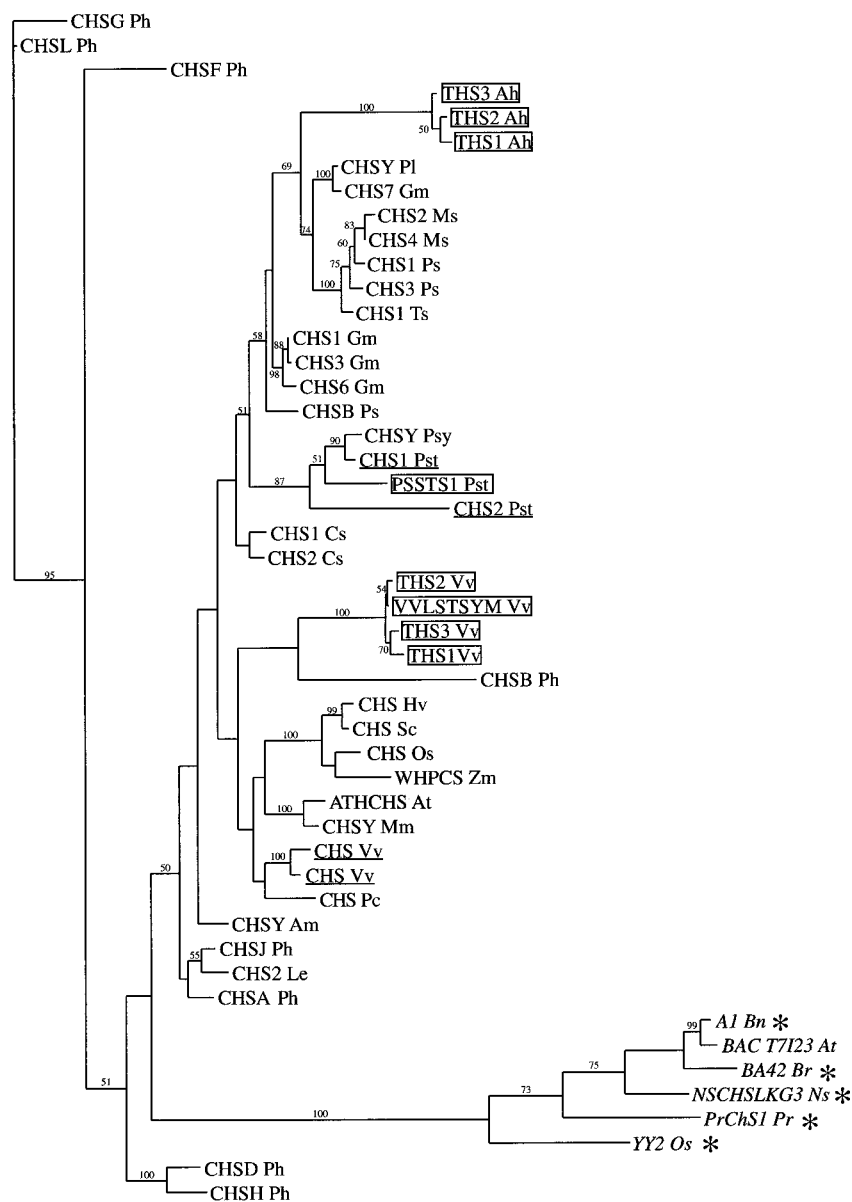 CHSG Ph
CHSL Ph
CHSF Ph
THS3 Ah
100
THS2 Ah
50
THS1 Ah
69
CHSY Pl
100
CHS7 Gm
CHS2 Ms
83
74
CHS4 Ms
60
CHS1 Ps
75
100
CHS3 Ps
CHS1 Ts
58
CHS1 Gm
88
CHS3 Gm
98
CHS6 Gm
51
CHSB Ps
CHSY Psy
90
CHS1 Pst
51
87
PSSTS1 Pst
CHS2 Pst
CHS1 Cs
CHS2 Cs
95
THS2 Vv
54
VVLSTSYM Vv
100
THS3 Vv
70
THS1Vv
CHSB Ph
CHS Hv
99
CHS Sc
100
CHS Os
WHPCS Zm
ATHCHS At
100
CHSY Mm
CHS Vv
100
CHS Vv
50
CHS Pc
CHSY Am
CHSJ Ph
55
CHS2 Le
CHSA Ph
A1 Bn *
99
BAC T7I23 At
BA42 Br *
75
NSCHSLKG3 Ns *
51
73
PrChS1 Pr *
100
YY2 Os *
CHSD Ph
100
CHSH Ph